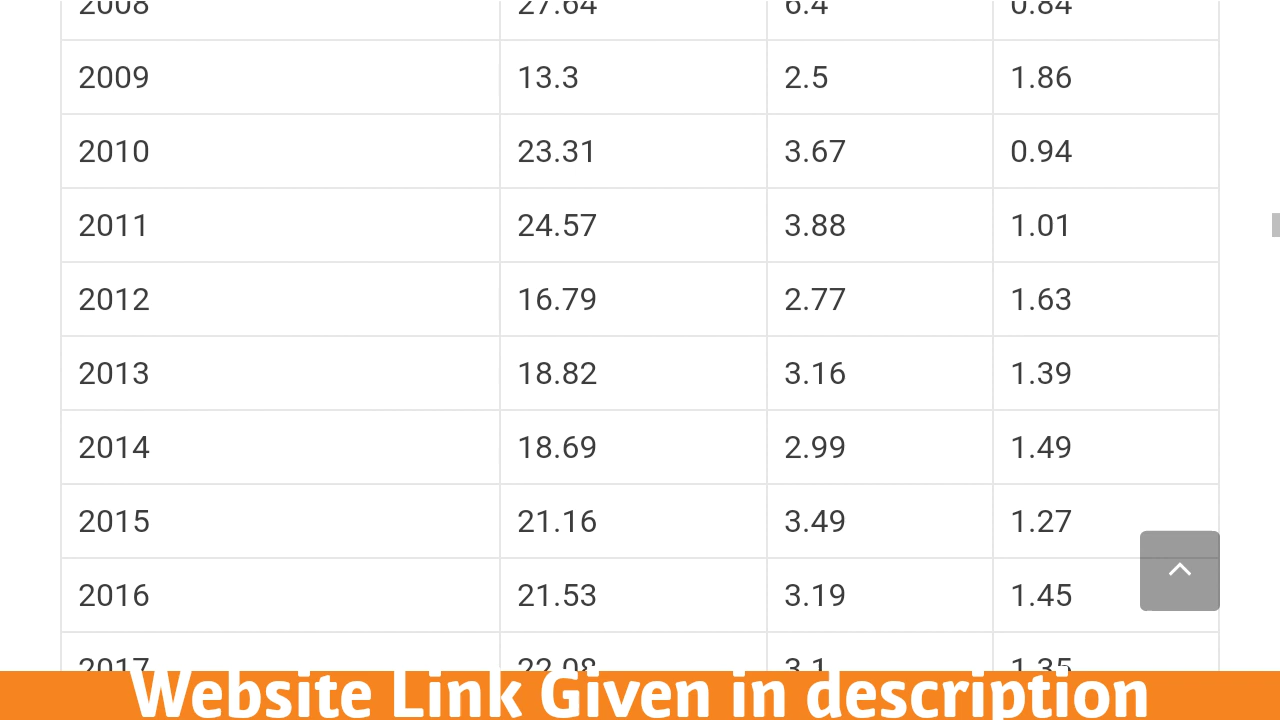 2008 27.64 6.4 0.84
2009 13.3 2.5 1.86
2010 23.31 3.67 0.94
2011 24.57 3.88 1.01
2012 16.79 2.77 1.63
2013 18.82 3.16 1.39
2014 18.69 2.99 1.49
2015 21.16 3.49 1.27
2016 21.53 3.19 1.45
2017 22.08 3.1 1.35
Website Link Given in description